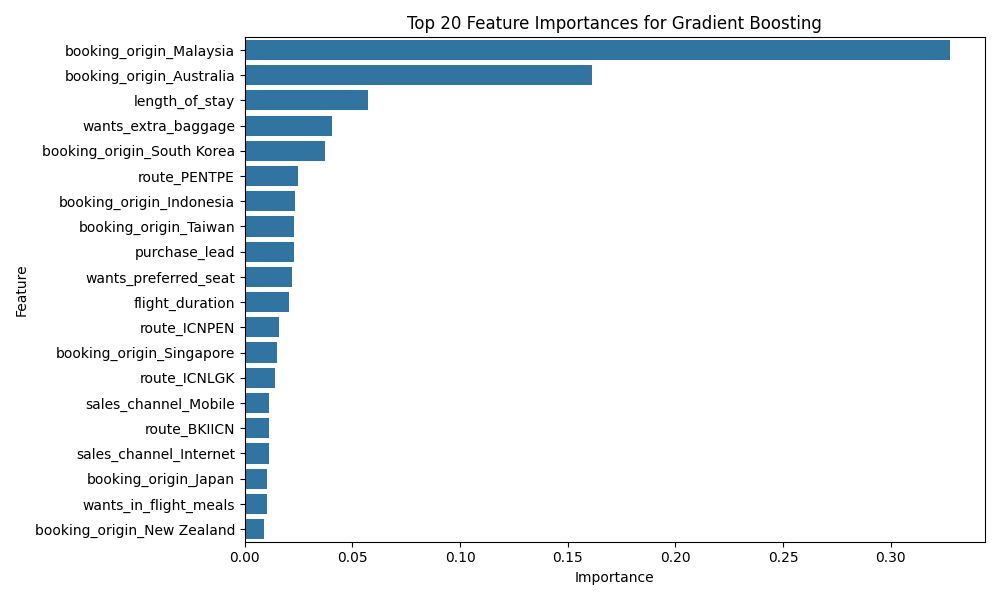 Top 20 Feature Importances for Gradient Boosting
booking_origin_Malaysia
booking_origin_Australia
length_of_stay
wants_extra_baggage
booking_origin_South Korea
route_PENTPE
booking_origin_Indonesia
booking_origin_Taiwan
purchase_lead
wants_preferred_seat
flight_duration
route_ICNPEN
booking_origin_Singapore
route_ICNLGK
sales_channel_Mobile
route_BKIICN
sales_channel_Internet
booking_origin_Japan
wants_in_flight_meals
booking_origin_New Zealand
Feature
0.00 0.05 0.10 0.15 0.20 0.25 0.30
Importance